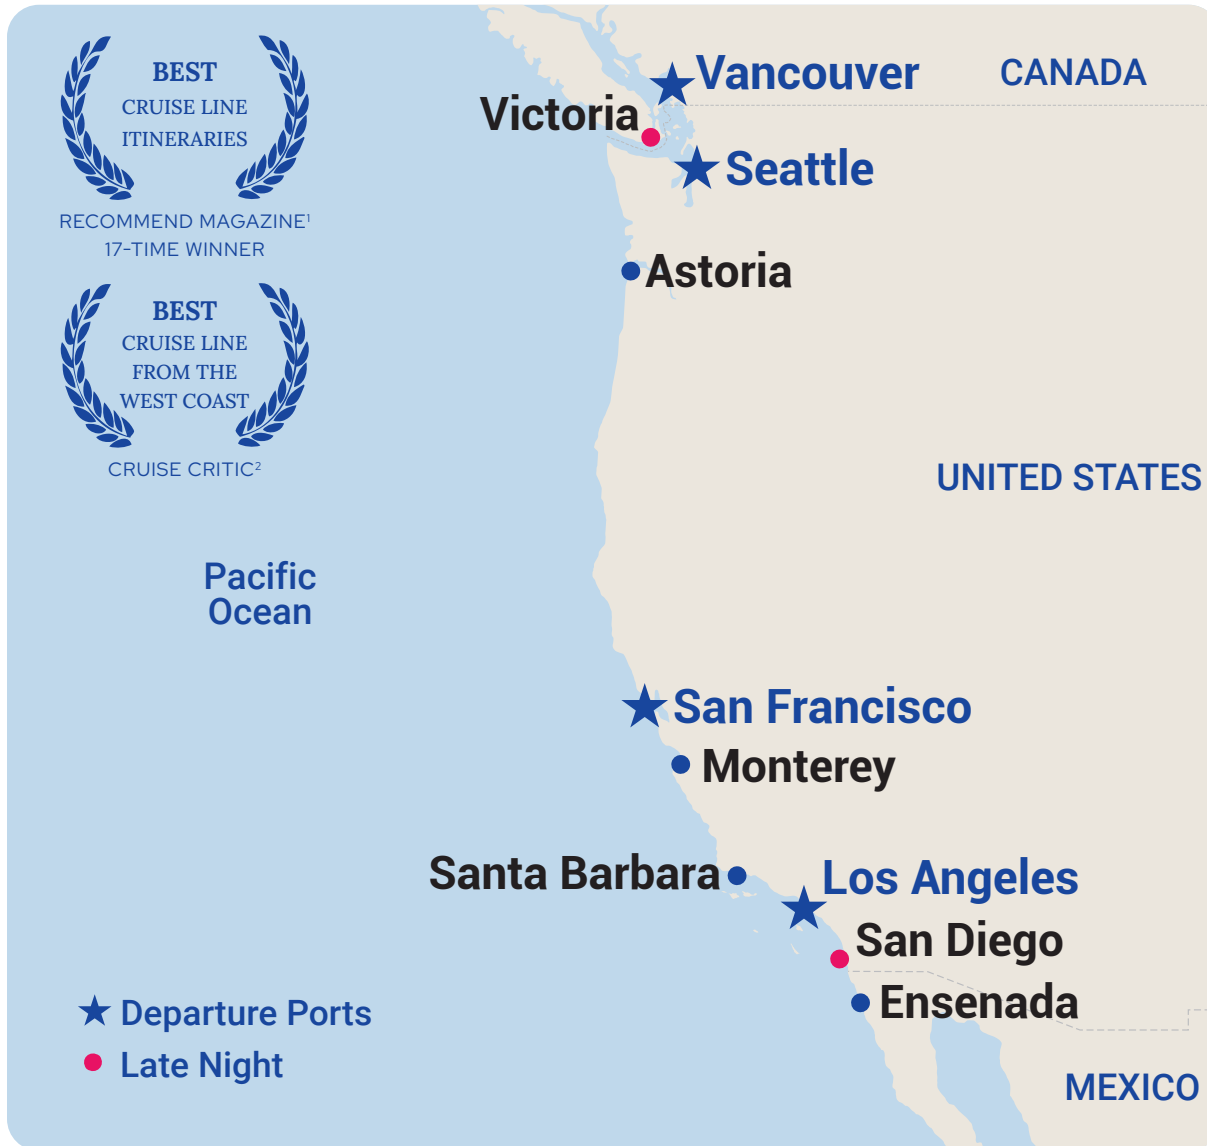 BEST
CRUISE LINE
ITINERARIES
RECOMMEND MAGAZINE¹
17-TIME WINNER
BEST
CRUISE LINE
FROM THE
WEST COAST
CRUISE CRITIC²
Vancouver
CANADA
Victoria
Seattle
Astoria
UNITED STATES
Pacific
Ocean
San Francisco
Monterey
Santa Barbara
Los Angeles
San Diego
Ensenada
MEXICO
Departure Ports
Late Night